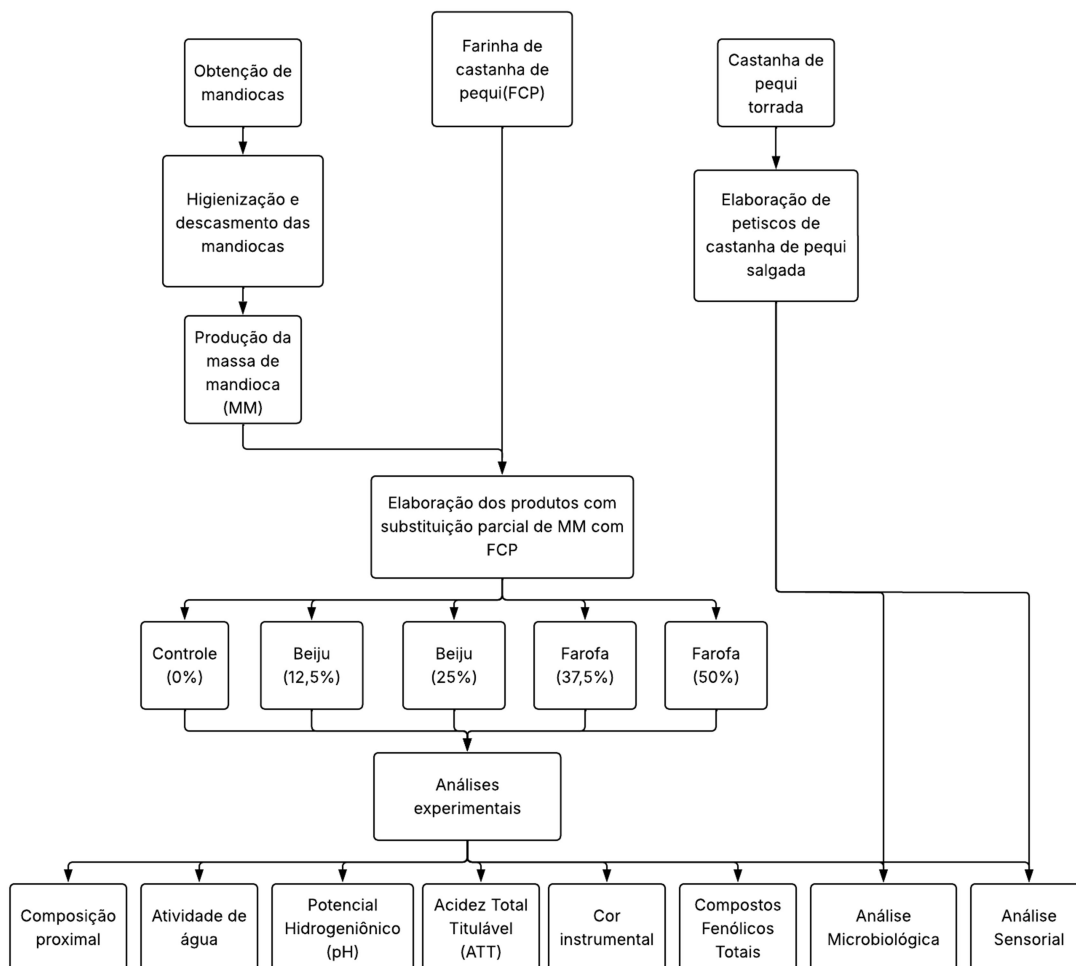 Obtenção de
mandiocas
Farinha de
castanha de
pequi(FCP)
Castanha de
pequi
torrada
Higienização e
descasmento das
mandiocas
Elaboração de
petiscos de
castanha de pequi
salgada
Produção da
massa de
mandioca
(MM)
Elaboração dos produtos com
substituição parcial de MM com
FCP
Controle
(0%)
Beiju
(12,5%)
Beiju
(25%)
Farofa
(37,5%)
Farofa
(50%)
Análises
experimentais
Composição
proximal
Atividade de
água
Potencial
Hidrogeniônico
(pH)
Acidez Total
Titulável
(ATT)
Cor
instrumental
Compostos
Fenólicos
Totais
Análise
Microbiológica
Análise
Sensorial